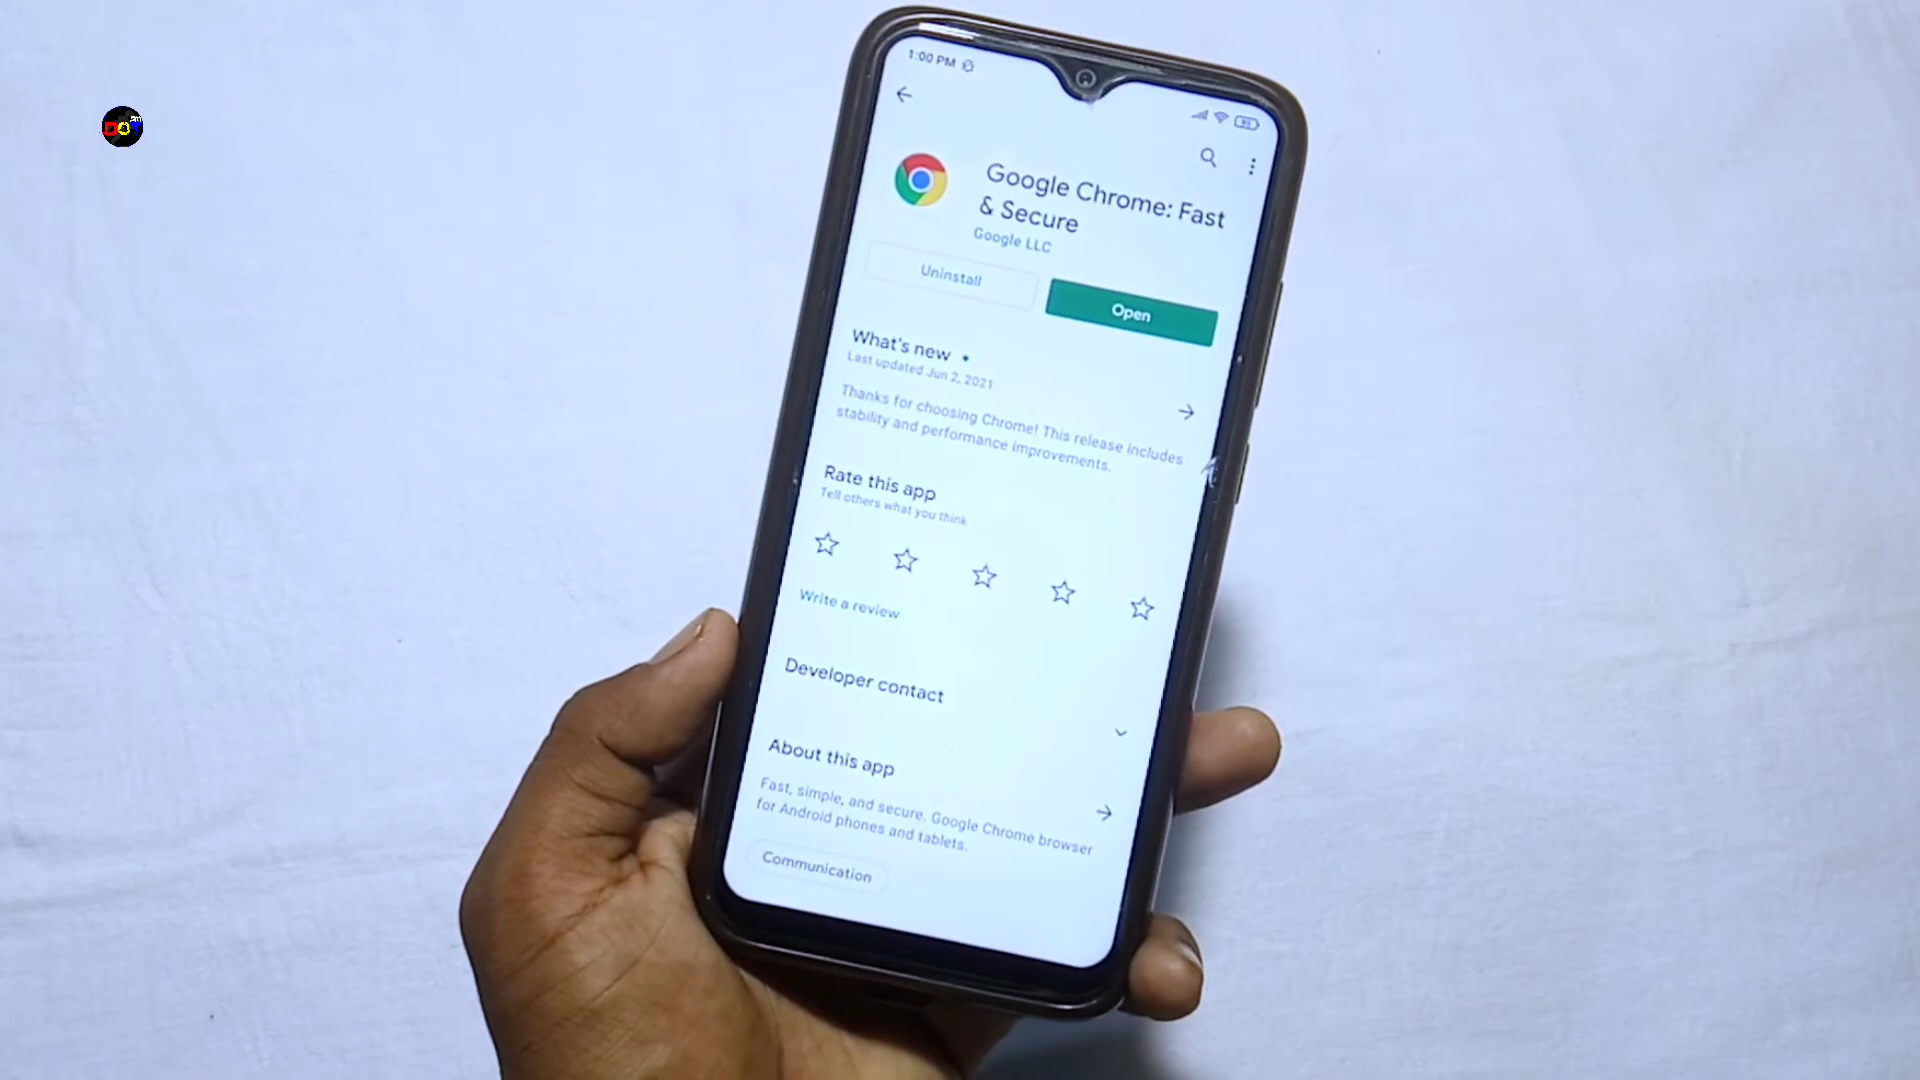 1:00 PM
Google Chrome: Fast
& Secure
Google LLC
Uninstall
Open
What's new
Last updated Jun 2, 2021
Thanks for choosing Chrome! This release includes
stability and performance improvements.
Rate this app
Tell others what you think
Write a review
Developer contact
About this app
Fast, simple, and secure. Google Chrome browser
for Android phones and tablets.
Communication